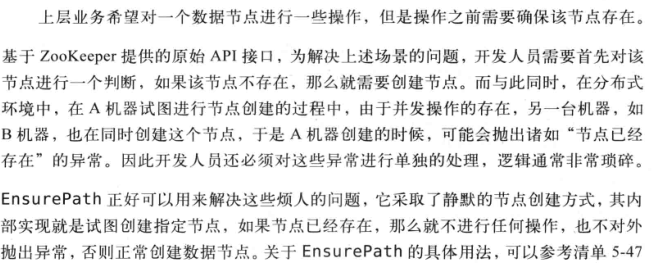 上层业务希望对一个数据节点进行一些操作，但是操作之前需要确保该节点存在。
基于 ZooKeeper 提供的原始 API 接口，为解决上述场景的问题，开发人员需要首先对该
节点进行一个判断，如果该节点不存在，那么就需要创建节点。而与此同时，在分布式
环境中，在 A 机器试图进行节点创建的过程中，由于并发操作的存在，另一台机器，如
B 机器，也在同时创建这个节点，于是 A 机器创建的时候，可能会抛出诸如“节点已经
存在”的异常。因此开发人员还必须对这些异常进行单独的处理，逻辑通常非常琐碎。
EnsurePath 正好可以用来解决这些烦人的问题，它采取了静默的节点创建方式，其内
部实现就是试图创建指定节点，如果节点已经存在，那么就不进行任何操作，也不对外
抛出异常，否则正常创建数据节点。关于 EnsurePath 的具体用法，可以参考清单 5-47